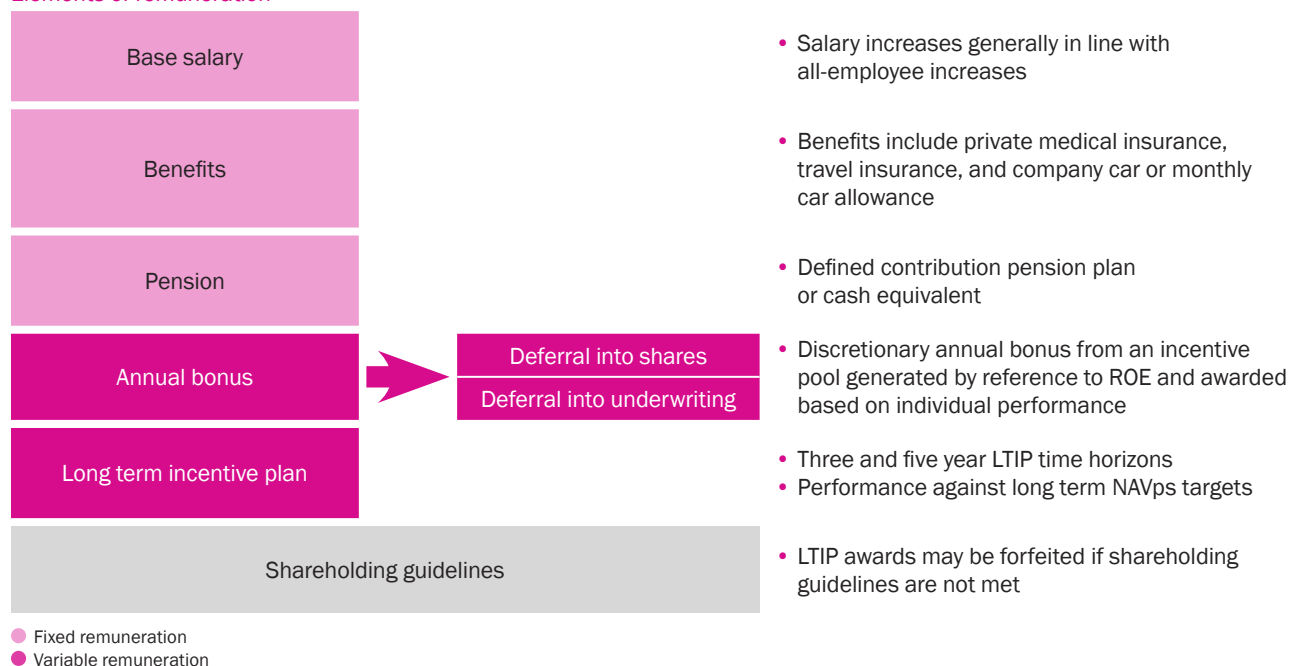 Elements of remuneration
Base salary
• Salary increases generally in line with
all-employee increases
Benefits
• Benefits include private medical insurance,
travel insurance, and company car or monthly
car allowance
Pension
• Defined contribution pension plan
or cash equivalent
Annual bonus
Deferral into shares
Deferral into underwriting
• Discretionary annual bonus from an incentive
pool generated by reference to ROE and awarded
based on individual performance
Long term incentive plan
• Three and five year LTIP time horizons
• Performance against long term NAVps targets
Shareholding guidelines
• LTIP awards may be forfeited if shareholding
guidelines are not met
Fixed remuneration
Variable remuneration